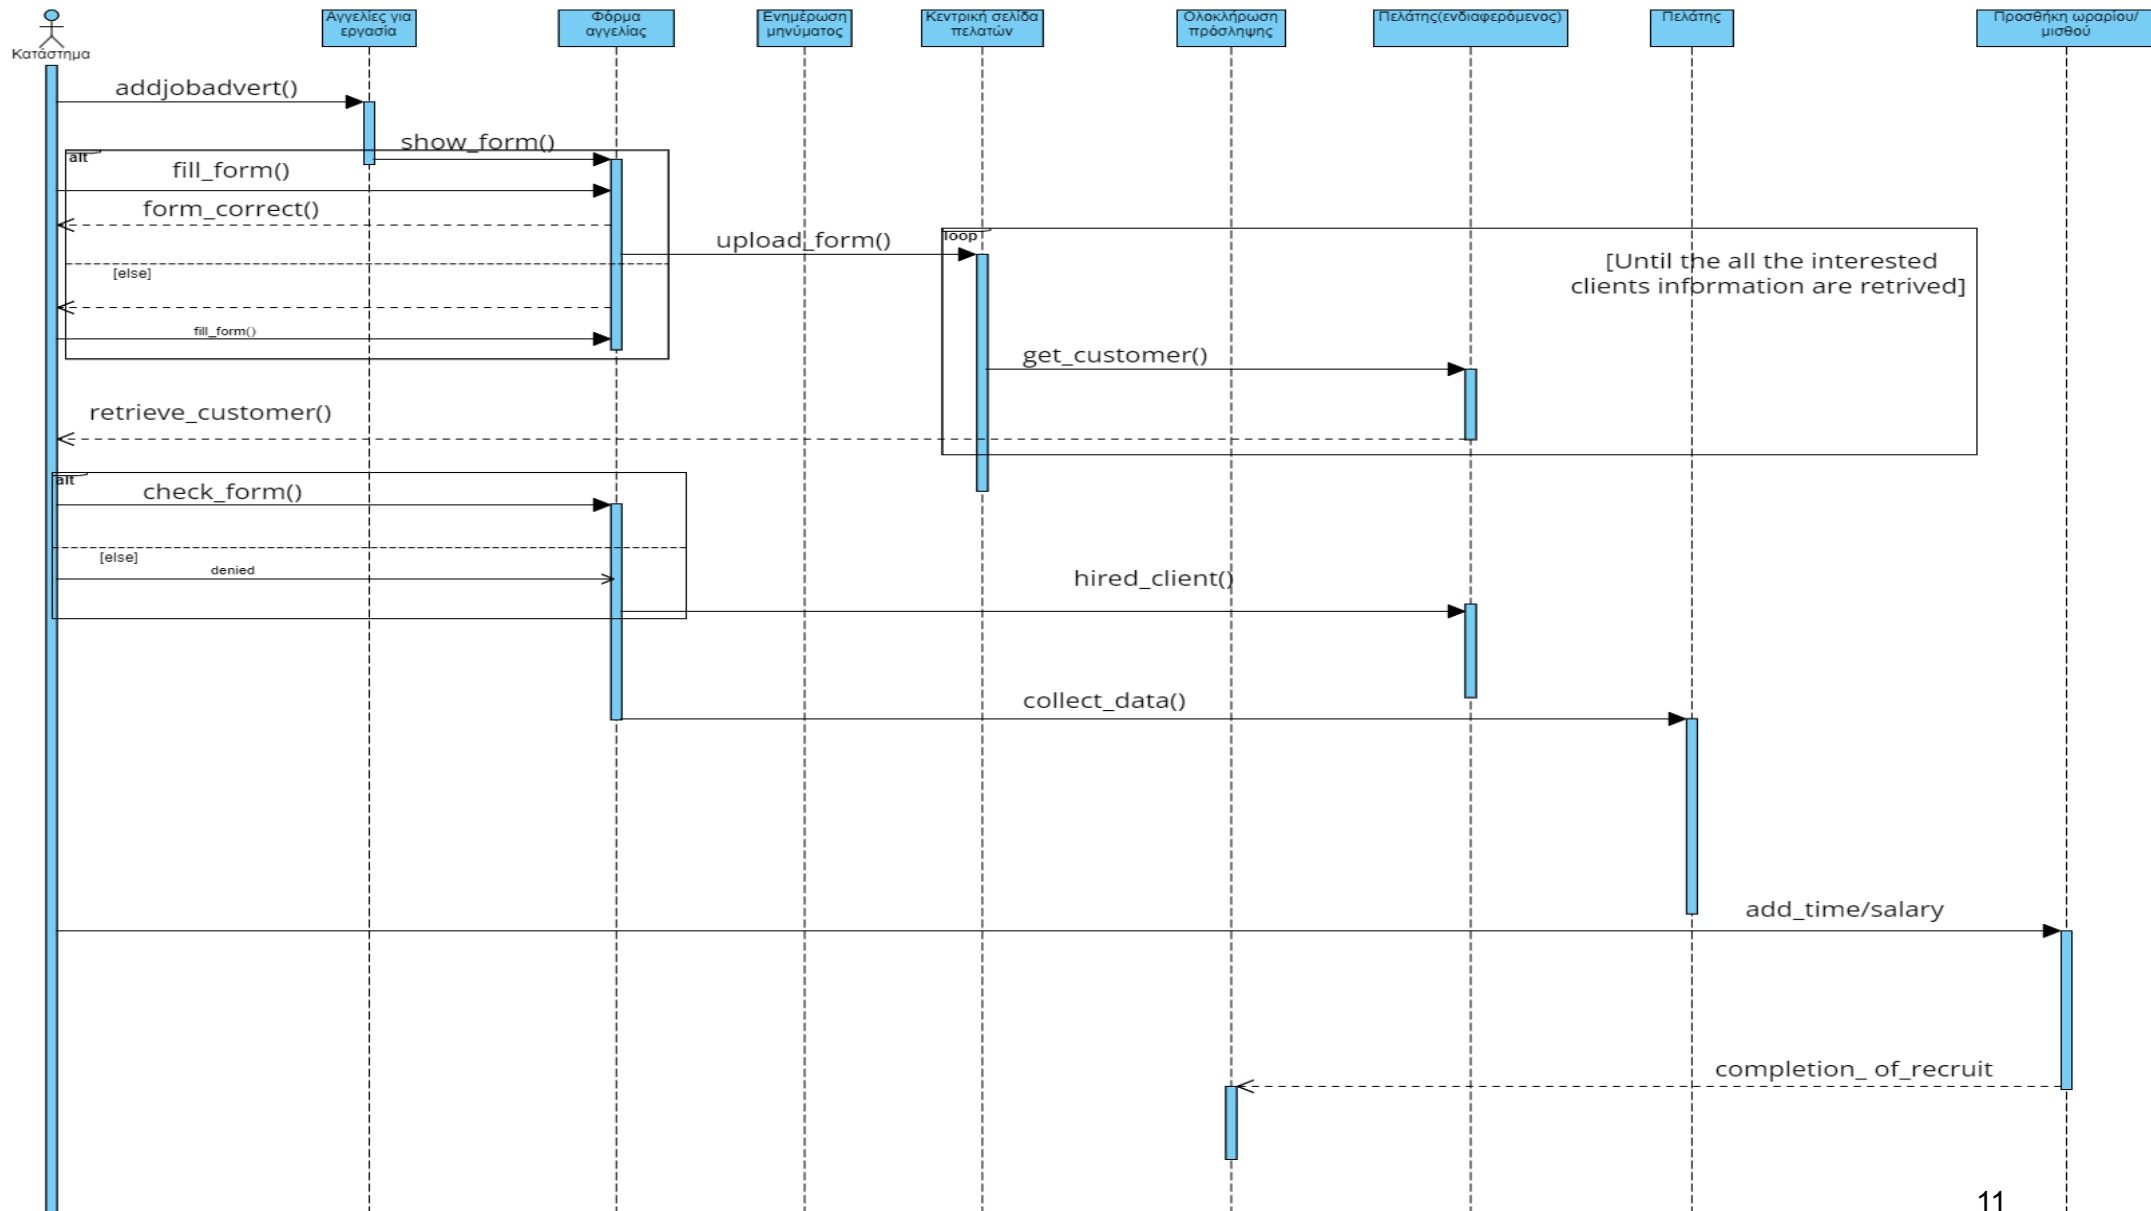 Κατάστημα
Αγγελίες για
εργασία
Φόρμα
αγγελίας
Ενημέρωση
μηνύματος
Κεντρική σελίδα
πελατών
Ολοκλήρωση
πρόσληψης
Πελάτης(ενδιαφερόμενος)
Πελάτης
Προσθήκη ωραρίου/
μισθού
addjobadvert()
show_form()
alt
fill_form()
form_correct()
upload_form()
loop
[Until the all the interested
clients information are retrived]
[else]
fill_form()
get_customer()
retrieve_customer()
alt
check_form()
[else]
denied
hired_client()
collect_data()
add_time/salary
completion_ of_recruit
11